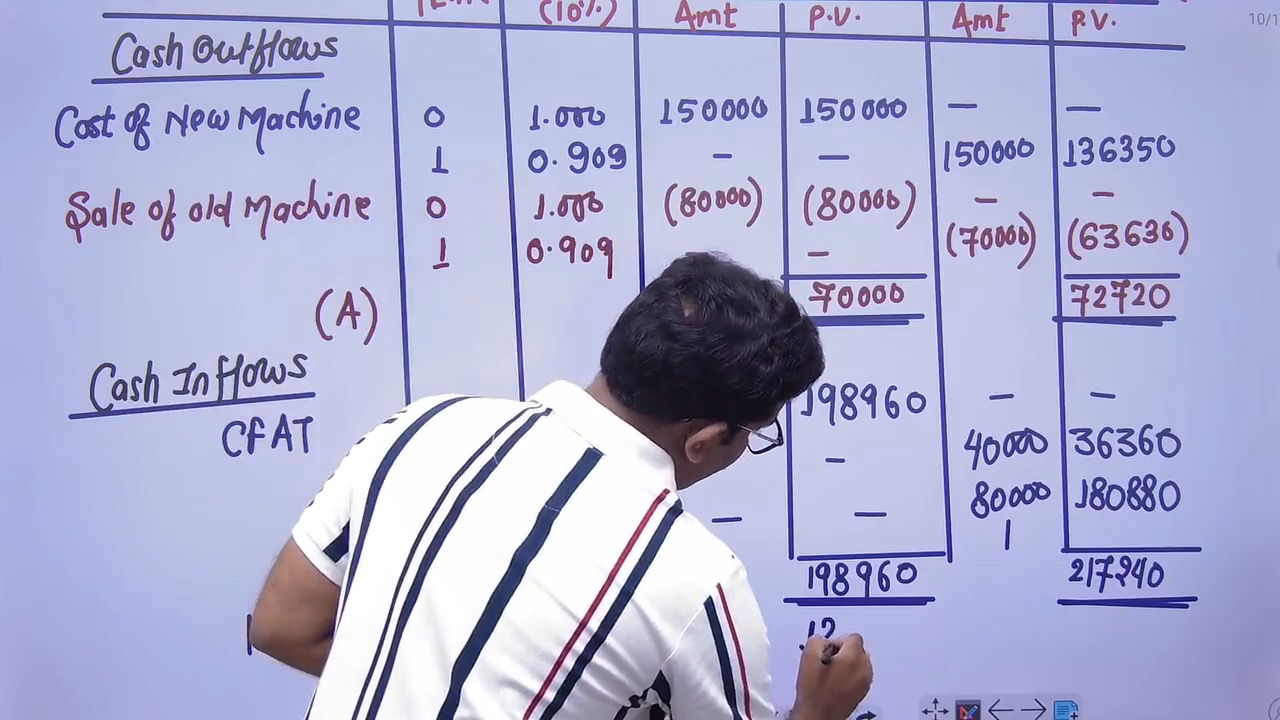 (10%) Amt P.V. Amt P.V.
10/1
Cash Outflows
Cost of New Machine 0 1.000 150000 150000 — —
1 0.909 — — 150000 136350
Sale of old Machine 0 1.000 (80000) (80000) — —
1 0.909 — (70000) (63630)
(A) 70000 72720
Cash Inflows
198960 — —
CFAT — 40000 36360
— — 80000 180880
1
198960 217240
12